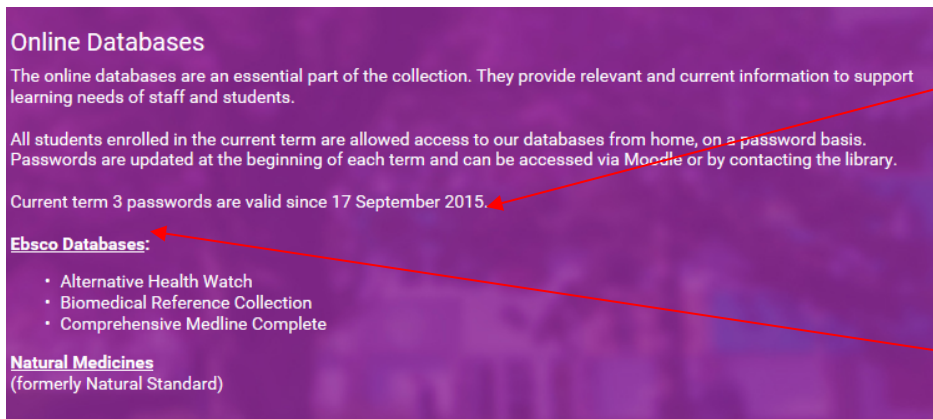 Online Databases
The online databases are an essential part of the collection. They provide relevant and current information to support
learning needs of staff and students.
All students enrolled in the current term are allowed access to our databases from home, on a password basis.
Passwords are updated at the beginning of each term and can be accessed via Moodle or by contacting the library.
Current term 3 passwords are valid since 17 September 2015.
Ebsco Databases:
• Alternative Health Watch
• Biomedical Reference Collection
• Comprehensive Medline Complete
Natural Medicines
(formerly Natural Standard)